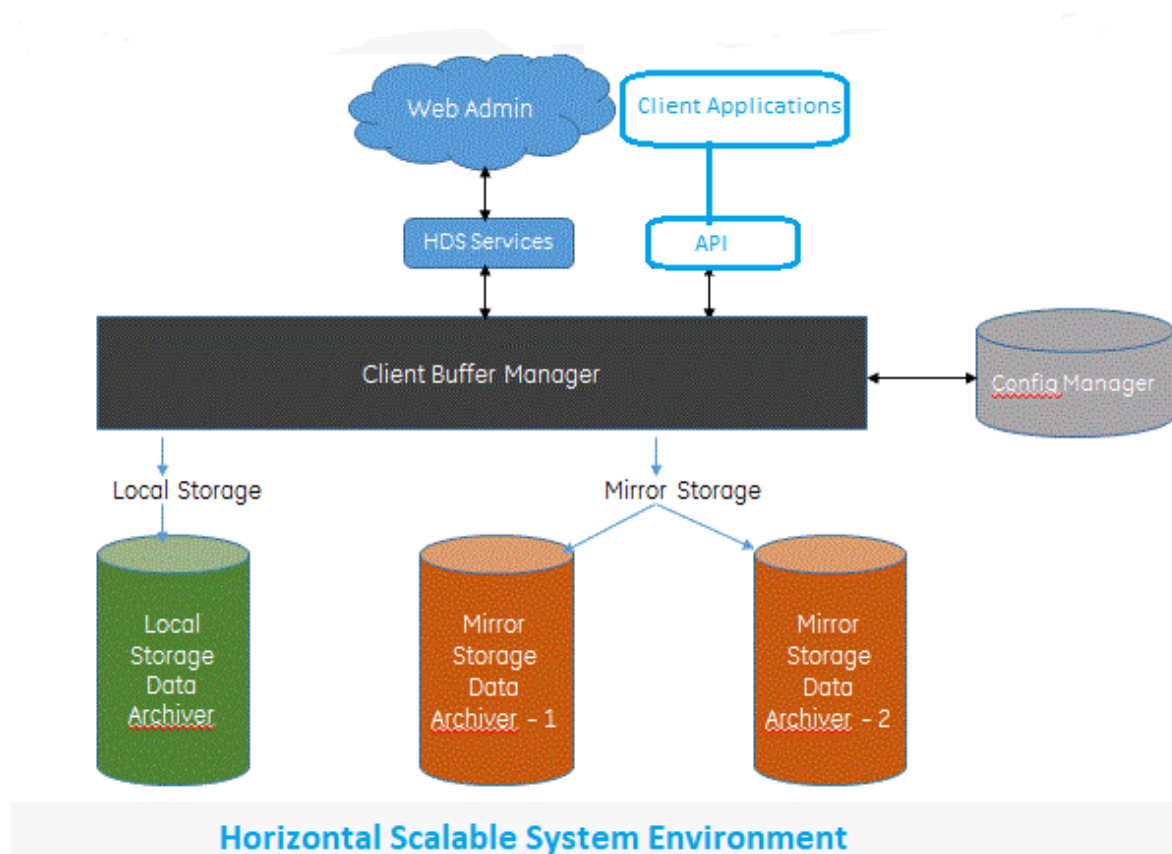 Web Admin
Client Applications
HDS Services
API
Client Buffer Manager
Config Manager
Local Storage
Mirror Storage
Local
Storage
Data
Archiver
Mirror
Storage
Data
Archiver - 1
Mirror
Storage
Data
Archiver - 2
Horizontal Scalable System Environment